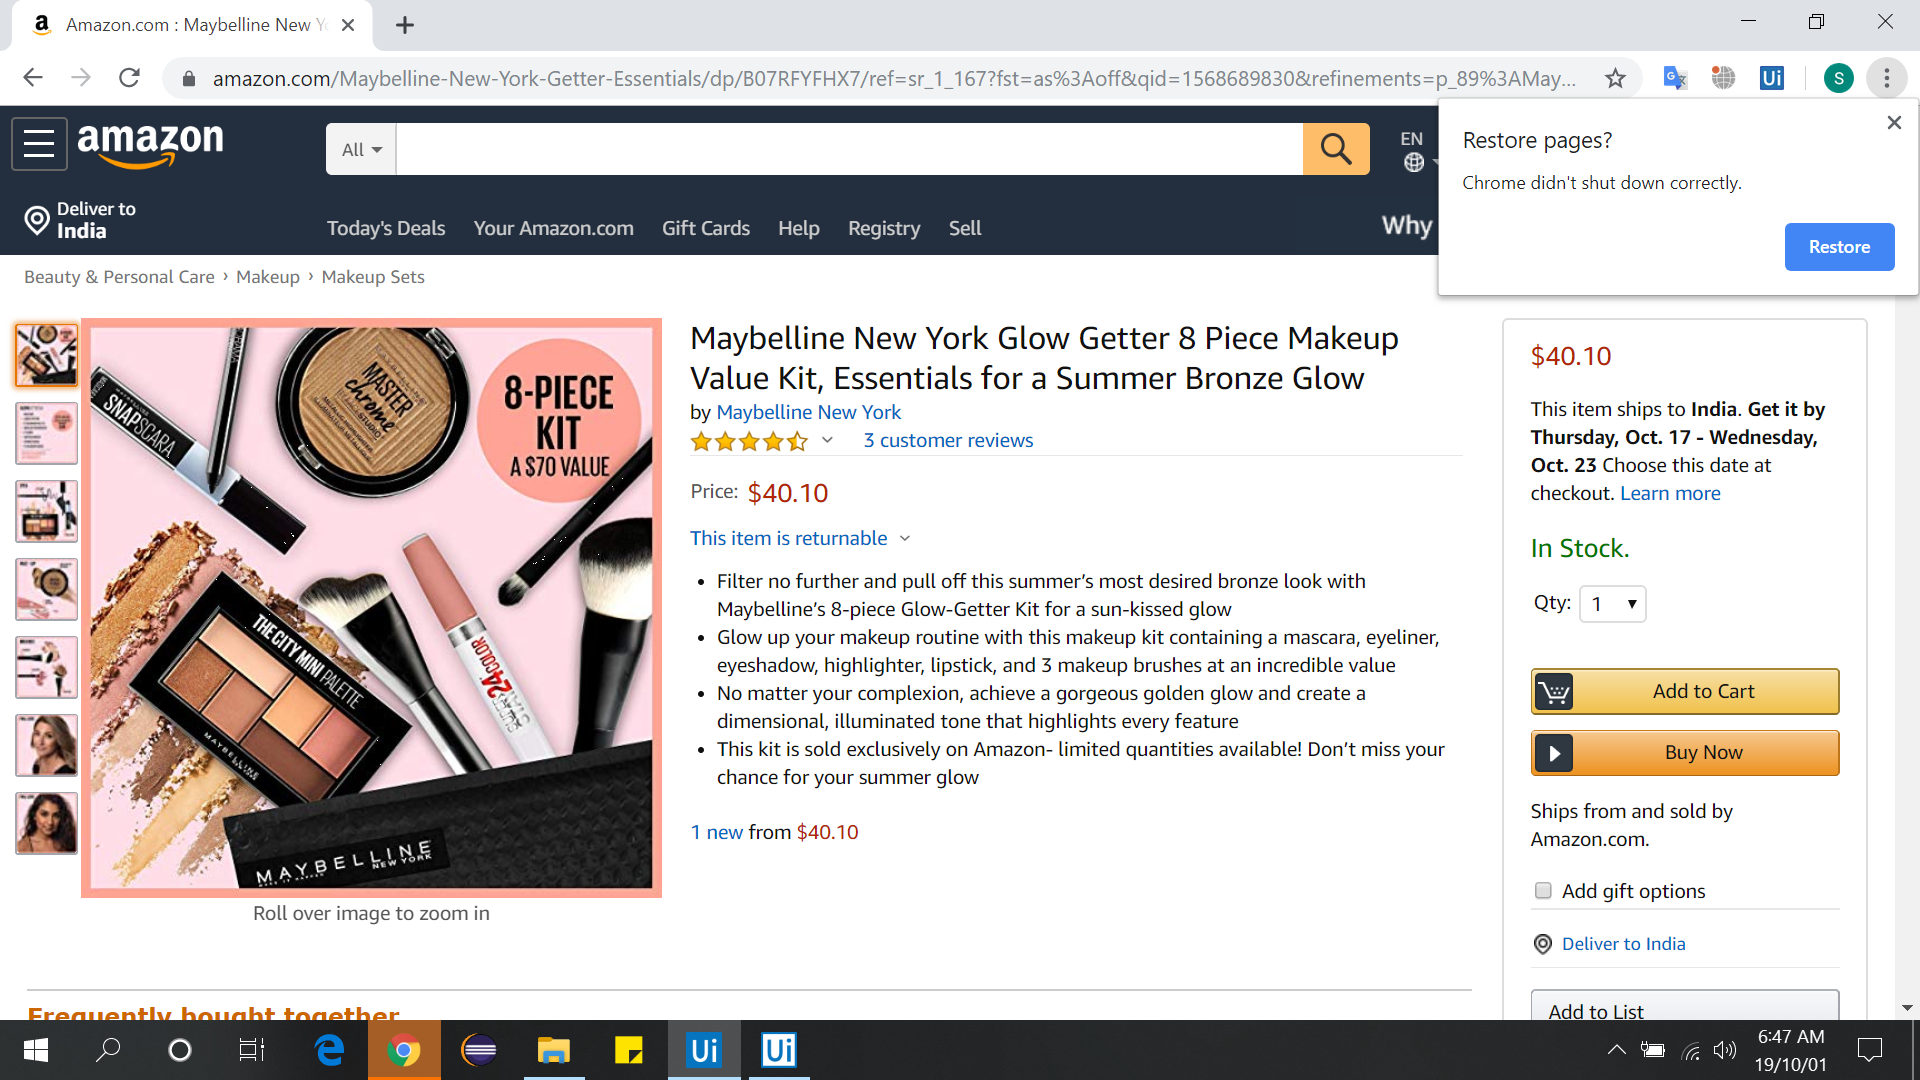 Amazon.com : Maybelline New Y
amazon.com/Maybelline-New-York-Getter-Essentials/dp/B07RFYFHX7/ref=sr_1_167?fst=as%3Aoff&qid=1568689830&refinements=p_89%3AMay...
Ui
S
Restore pages?
Chrome didn't shut down correctly.
Restore
amazon
All
EN
Deliver to
India
Today's Deals
Your Amazon.com
Gift Cards
Help
Registry
Sell
Why
Beauty & Personal Care › Makeup › Makeup Sets
8-PIECE
KIT
A $70 VALUE
MASTER
chrome
SNAPSCARA
THE CITY MINI PALETTE
MAYBELLINE
24 COLOR
MAYBELLINE
NEW YORK
Roll over image to zoom in
Maybelline New York Glow Getter 8 Piece Makeup
Value Kit, Essentials for a Summer Bronze Glow
by Maybelline New York
3 customer reviews
Price: $40.10
This item is returnable
• Filter no further and pull off this summer’s most desired bronze look with
Maybelline’s 8-piece Glow-Getter Kit for a sun-kissed glow
• Glow up your makeup routine with this makeup kit containing a mascara, eyeliner,
eyeshadow, highlighter, lipstick, and 3 makeup brushes at an incredible value
• No matter your complexion, achieve a gorgeous golden glow and create a
dimensional, illuminated tone that highlights every feature
• This kit is sold exclusively on Amazon- limited quantities available! Don’t miss your
chance for your summer glow
1 new from $40.10
$40.10
This item ships to India. Get it by
Thursday, Oct. 17 - Wednesday,
Oct. 23 Choose this date at
checkout. Learn more
In Stock.
Qty: 1
Add to Cart
Buy Now
Ships from and sold by
Amazon.com.
Add gift options
Deliver to India
Add to List
Frequently bought together
Ui
Ui
6:47 AM
19/10/01